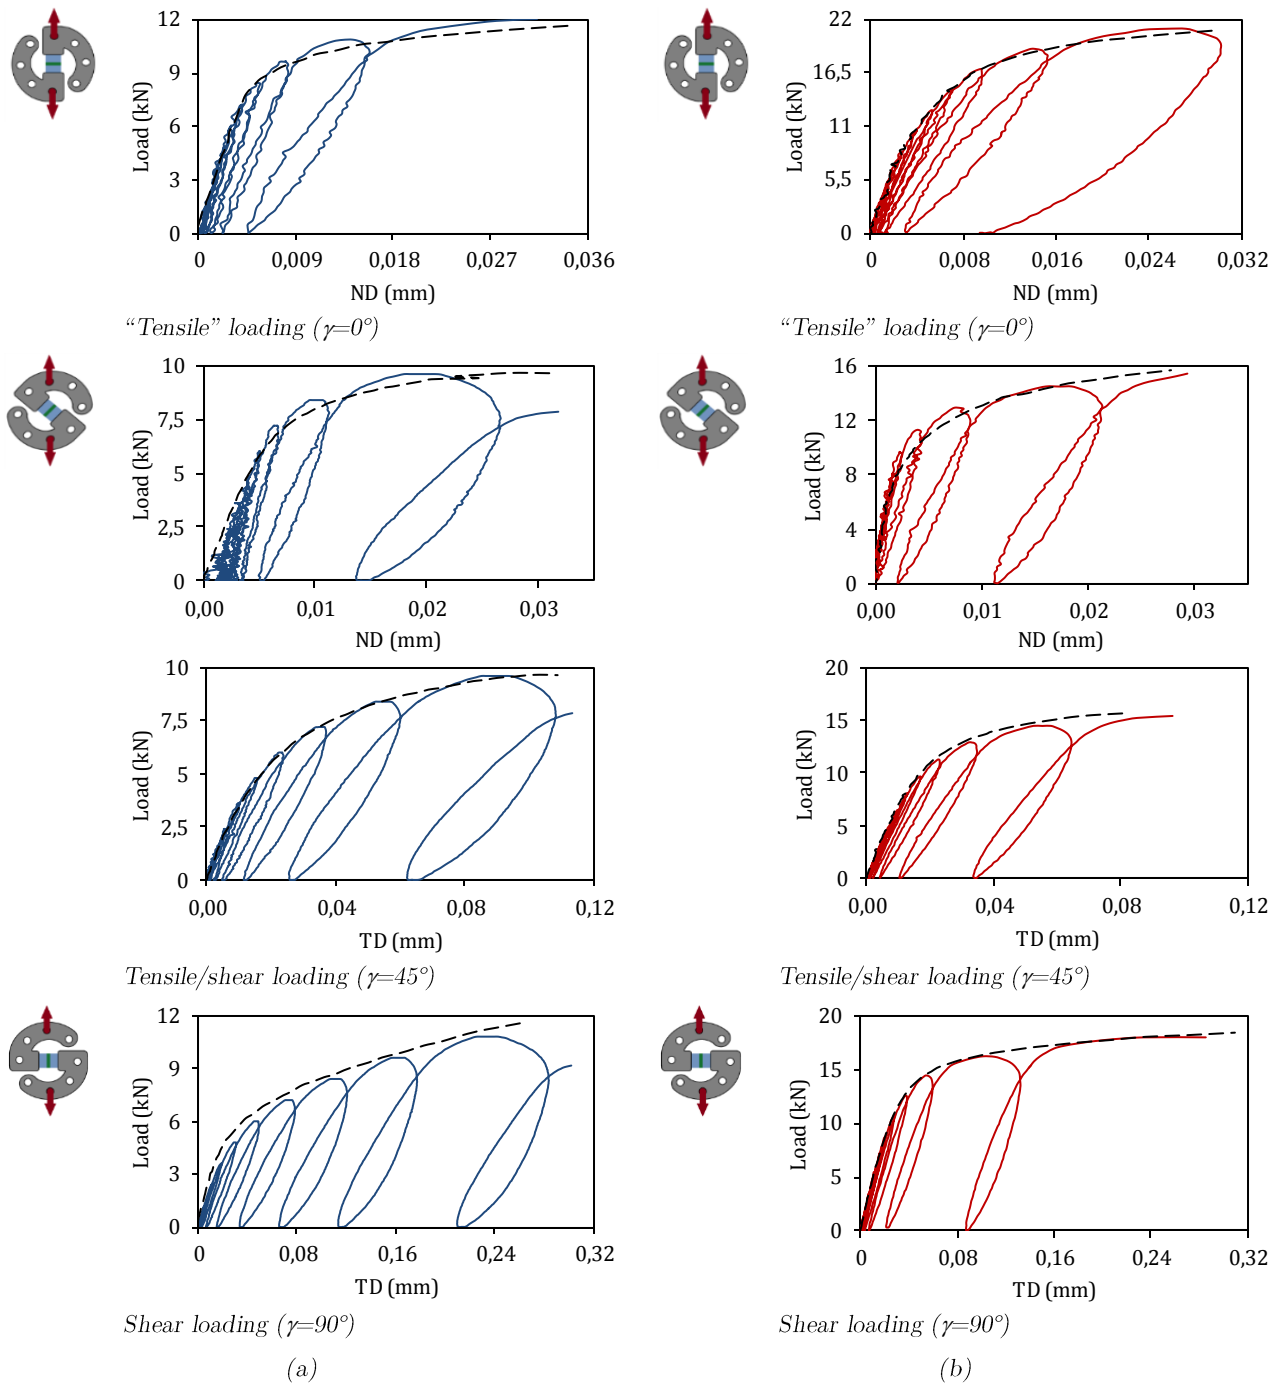 12
9
6
3
0
Load (kN)
0 0,009 0,018 0,027 0,036
ND (mm)
“Tensile” loading (γ=0°)
22
16,5
11
5,5
0
Load (kN)
0 0,008 0,016 0,024 0,032
ND (mm)
“Tensile” loading (γ=0°)
10
7,5
5
2,5
0
Load (kN)
0,00 0,01 0,02 0,03
ND (mm)
16
12
8
4
0
Load (kN)
0,00 0,01 0,02 0,03
ND (mm)
10
7,5
5
2,5
0
Load (kN)
0,00 0,04 0,08 0,12
TD (mm)
Tensile/shear loading (γ=45°)
20
15
10
5
0
Load (kN)
0,00 0,04 0,08 0,12
TD (mm)
Tensile/shear loading (γ=45°)
12
9
6
3
0
Load (kN)
0 0,08 0,16 0,24 0,32
TD (mm)
Shear loading (γ=90°)
20
15
10
5
0
Load (kN)
0 0,08 0,16 0,24 0,32
TD (mm)
Shear loading (γ=90°)
(a)
(b)